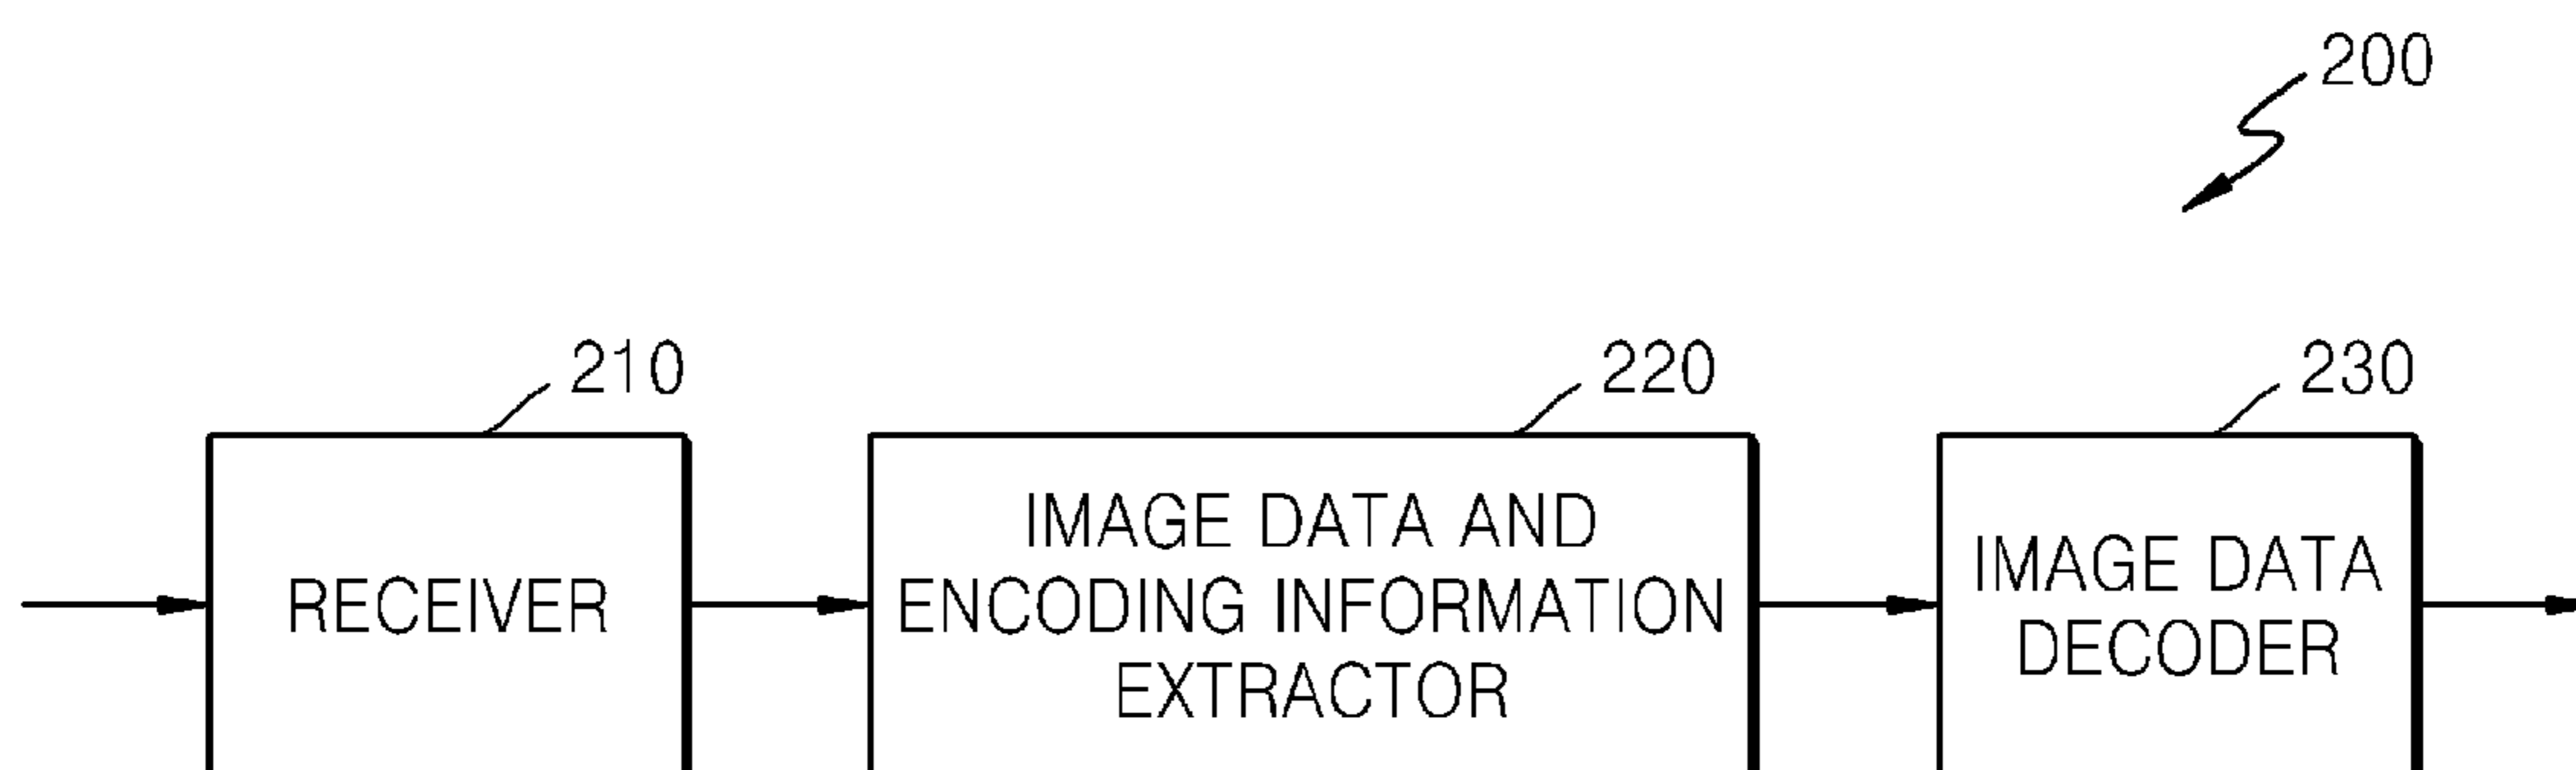 200
210
220
230
RECEIVER
IMAGE DATA AND
ENCODING INFORMATION
EXTRACTOR
IMAGE DATA
DECODER